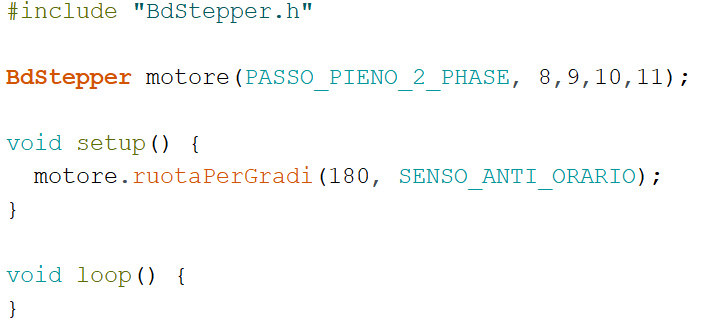 #include "BdStepper.h"
BdStepper motore(PASSO_PIENO_2_PHASE, 8,9,10,11);
void setup() {
motore.ruotaPerGradi(180, SENSO_ANTI_ORARIO);
}
void loop() {
}